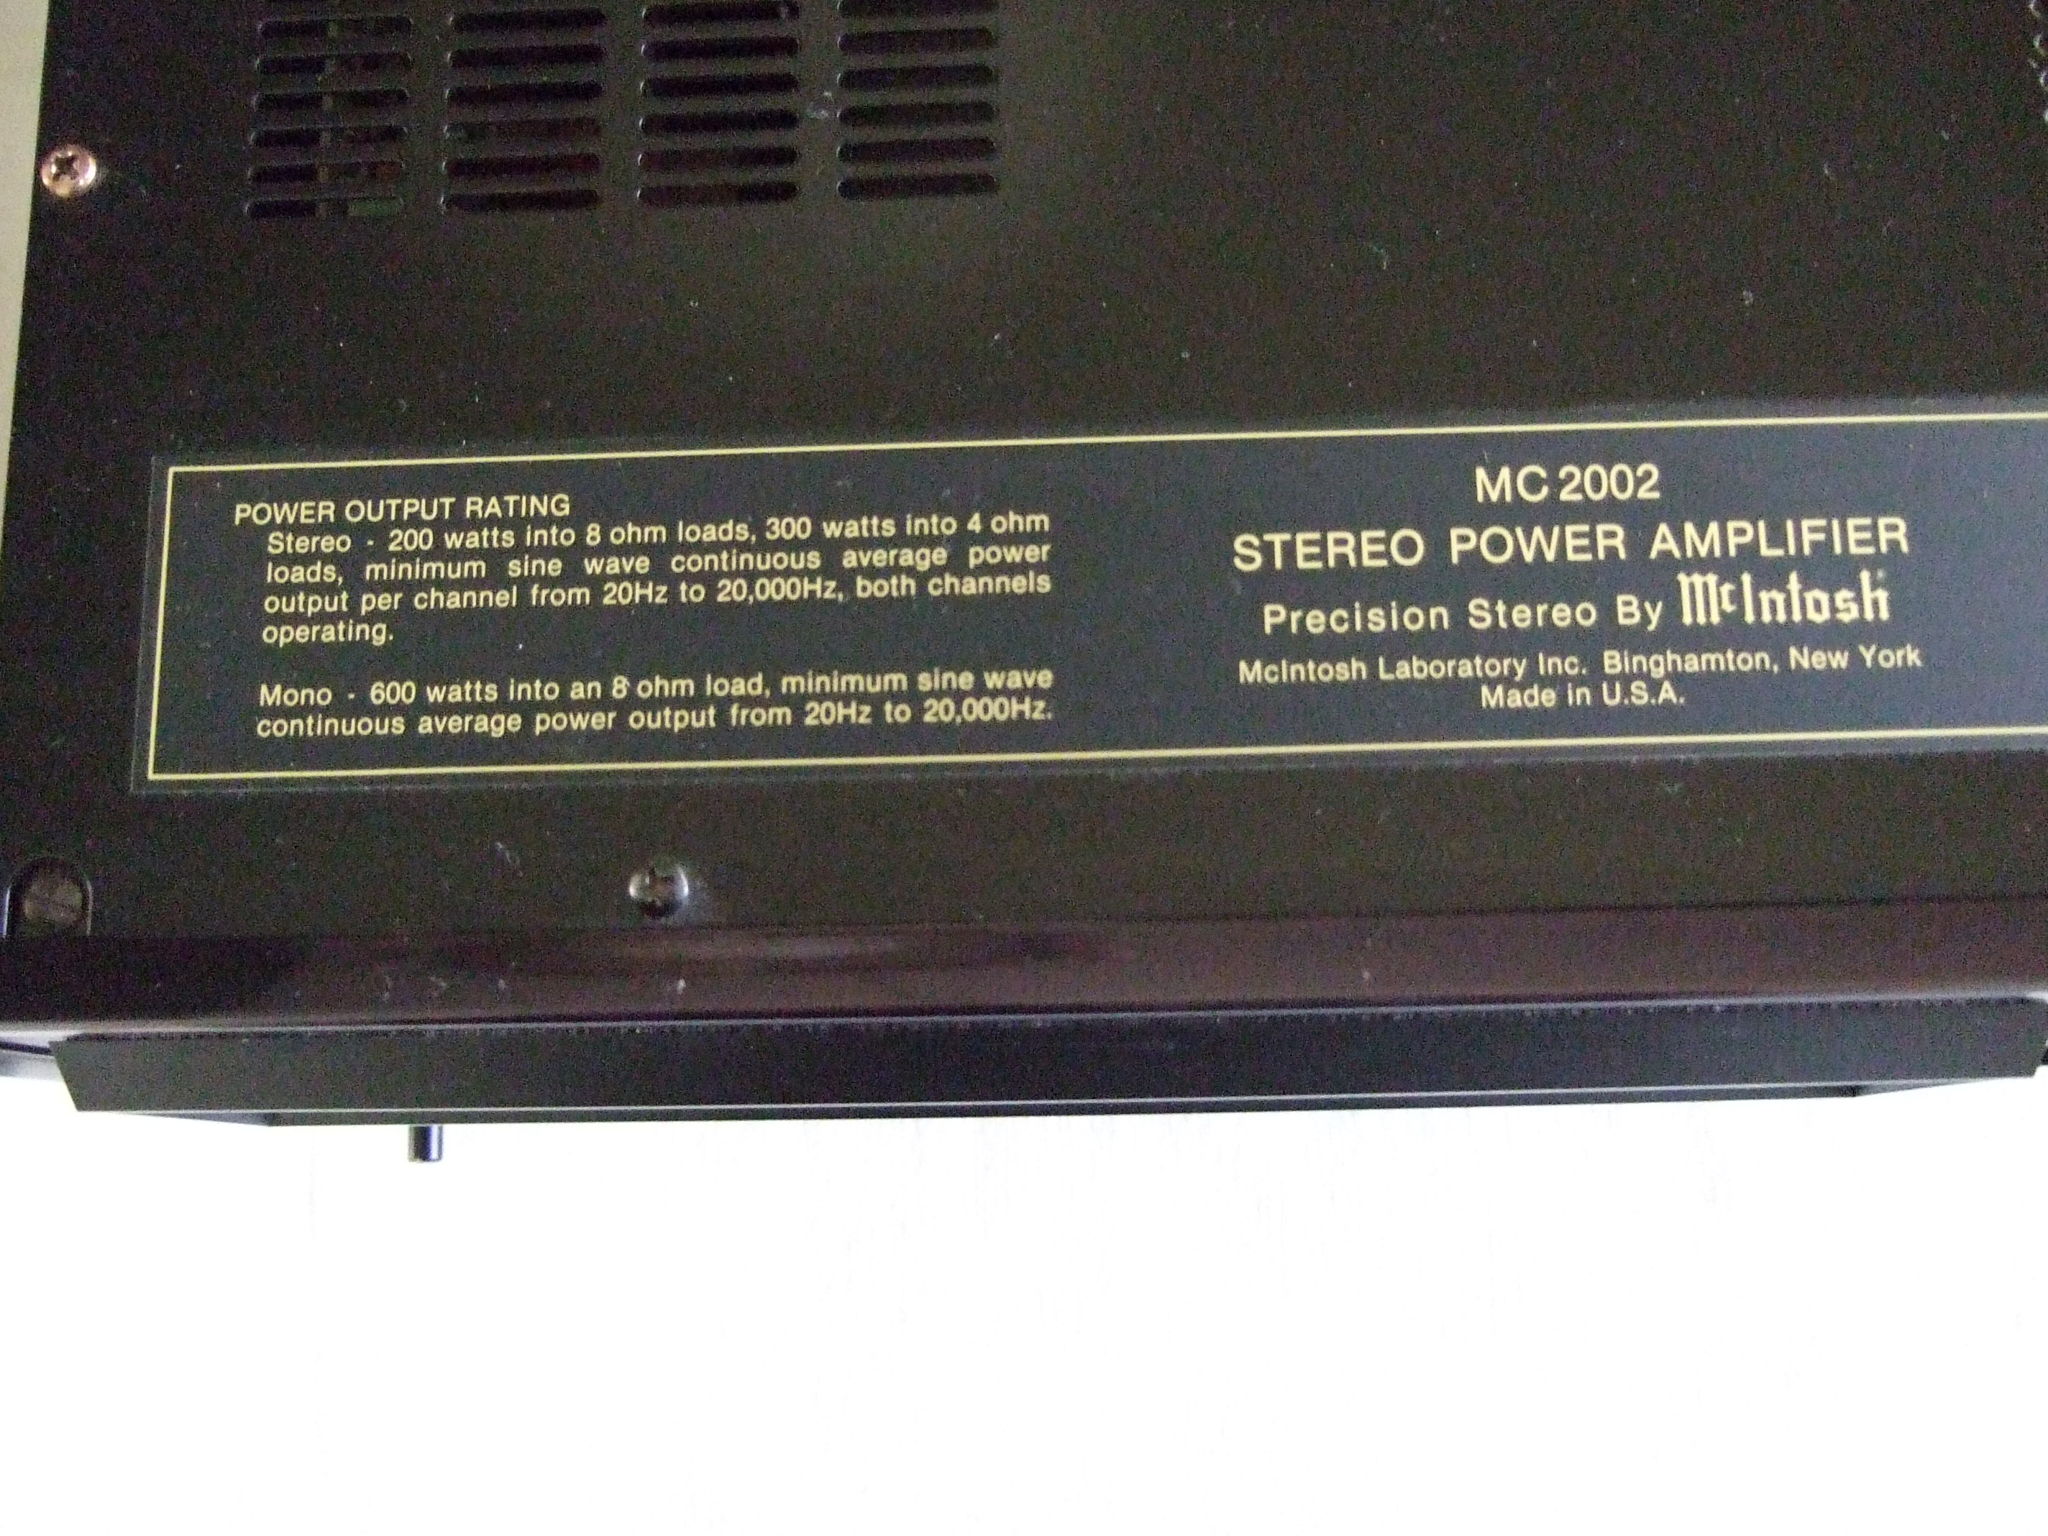 POWER OUTPUT RATING
Stereo - 200 watts into 8 ohm loads, 300 watts into 4 ohm
loads, minimum sine wave continuous average power
output per channel from 20Hz to 20,000Hz, both channels
operating.
Mono - 600 watts into an 8 ohm load, minimum sine wave
continuous average power output from 20Hz to 20,000Hz.
MC 2002
STEREO POWER AMPLIFIER
Precision Stereo By McIntosh
McIntosh Laboratory Inc. Binghamton, New York
Made in U.S.A.